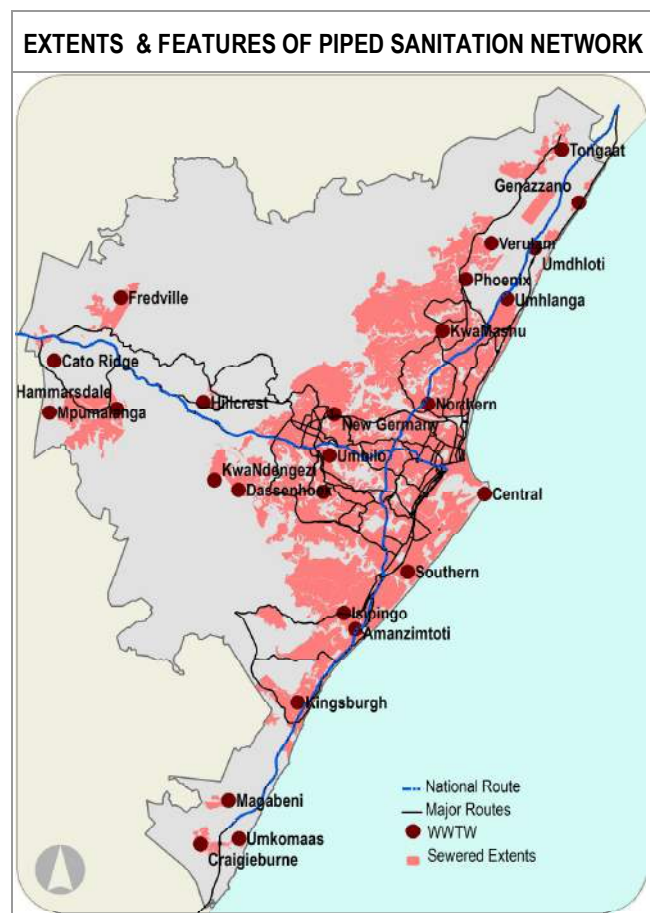 EXTENTS & FEATURES OF PIPED SANITATION NETWORK
Tongaat
Genazzano
Verulam
Umdhloti
Phoenix
Umhlanga
Fredville
KwaMashu
Cato Ridge
Hammarsdale
Mpumalanga
Hillcrest
Northern
New Germany
Umbilo
KwaNdengezi
Dassenhoek
Central
Southern
Isipingo
Amanzimtoti
Kingsburgh
Magabeni
Umkomaas
Craigieburne
National Route
Major Routes
WWTW
Sewered Extents